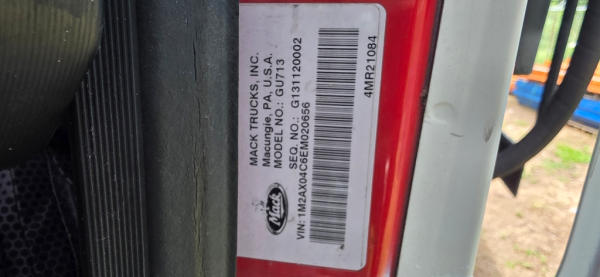 MACK TRUCKS, INC.
Macungie, PA, U.S.A.
MODEL NO.: GU713
SEQ. NO.: G131120002
Mack
VIN: 1M2AX04C6EM020656
4MR21084